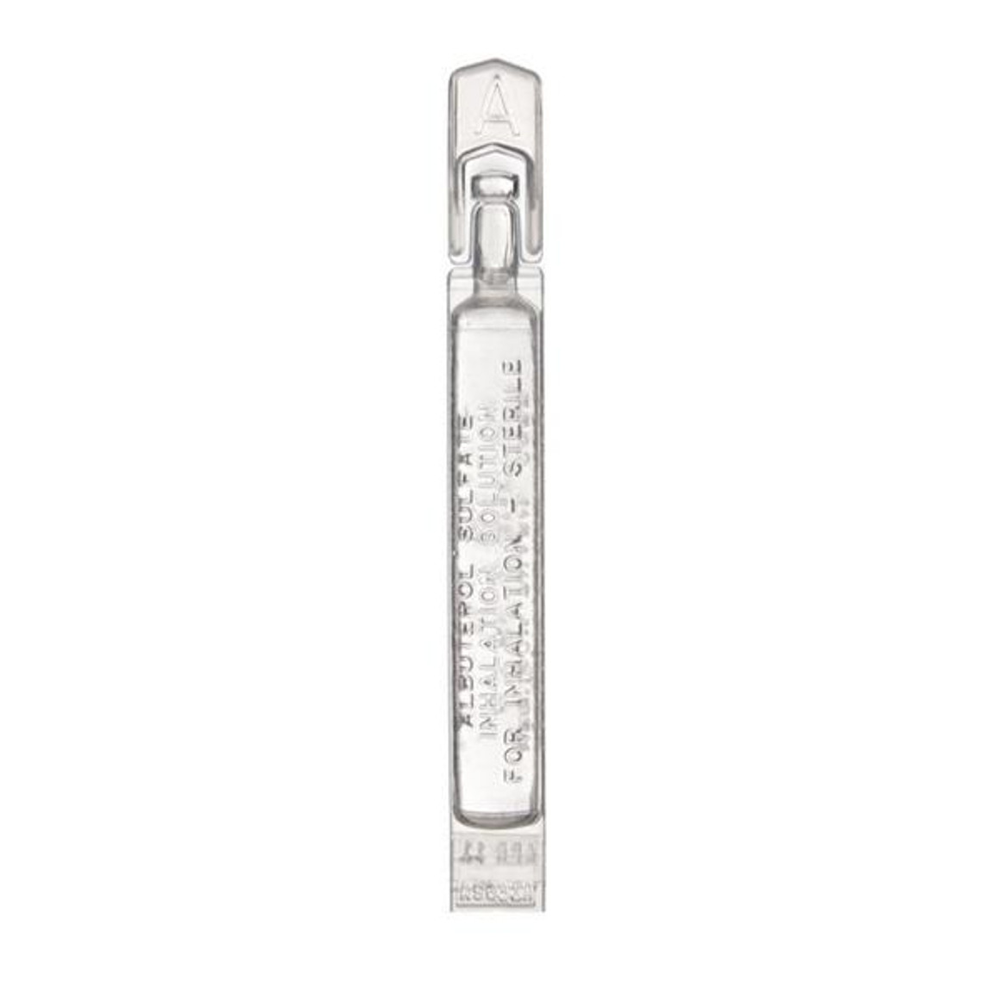 A
ALBUTEROL SULFATE
INHALATION SOLUTION
FOR INHALATION - STERILE